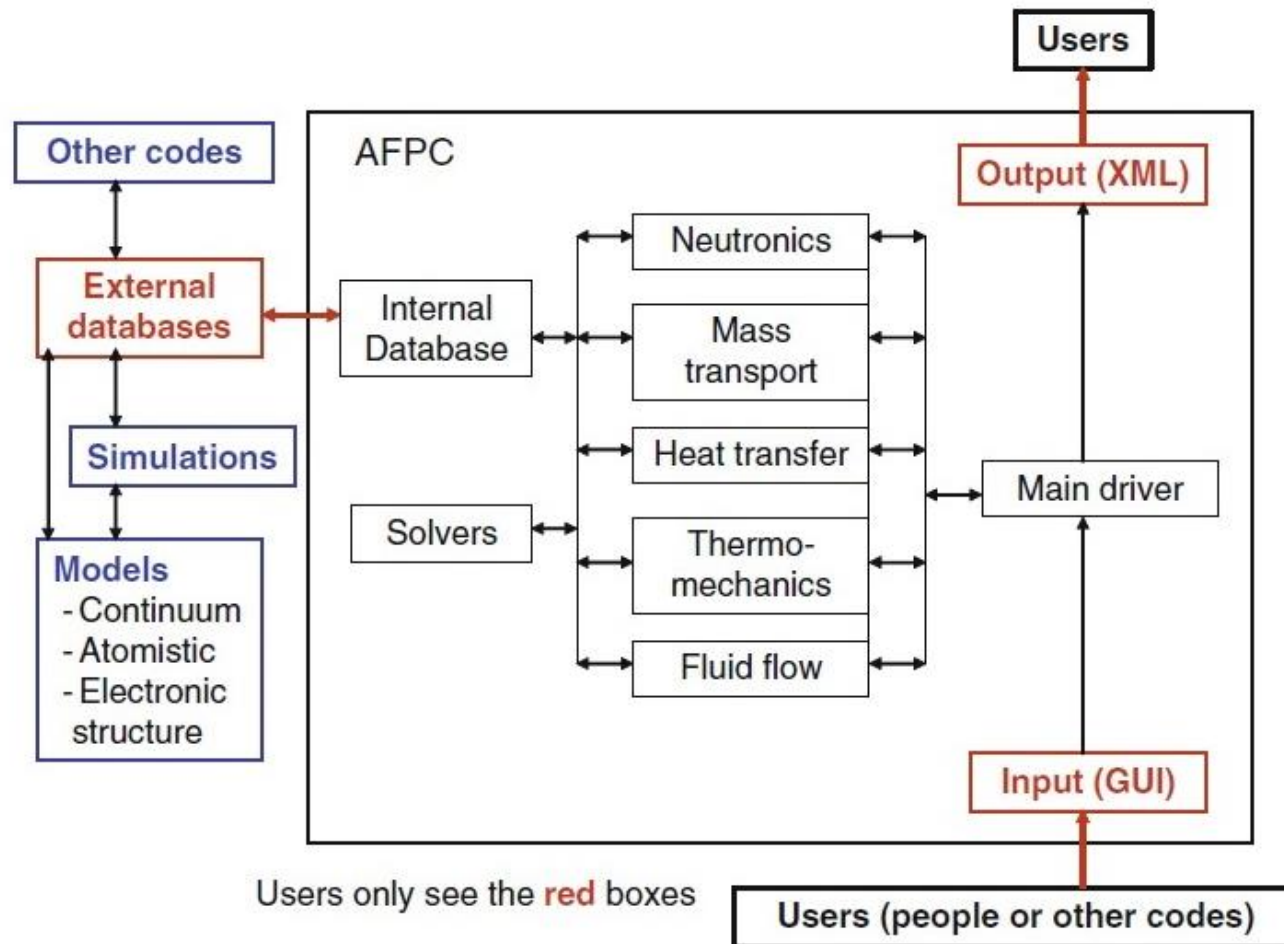 Users
Other codes
AFPC
Output (XML)
Neutronics
External
databases
Internal
Database
Mass
transport
Simulations
Heat transfer
Main driver
Solvers
Thermo-
mechanics
Models
- Continuum
- Atomistic
- Electronic
structure
Fluid flow
Input (GUI)
Users only see the red boxes
Users (people or other codes)